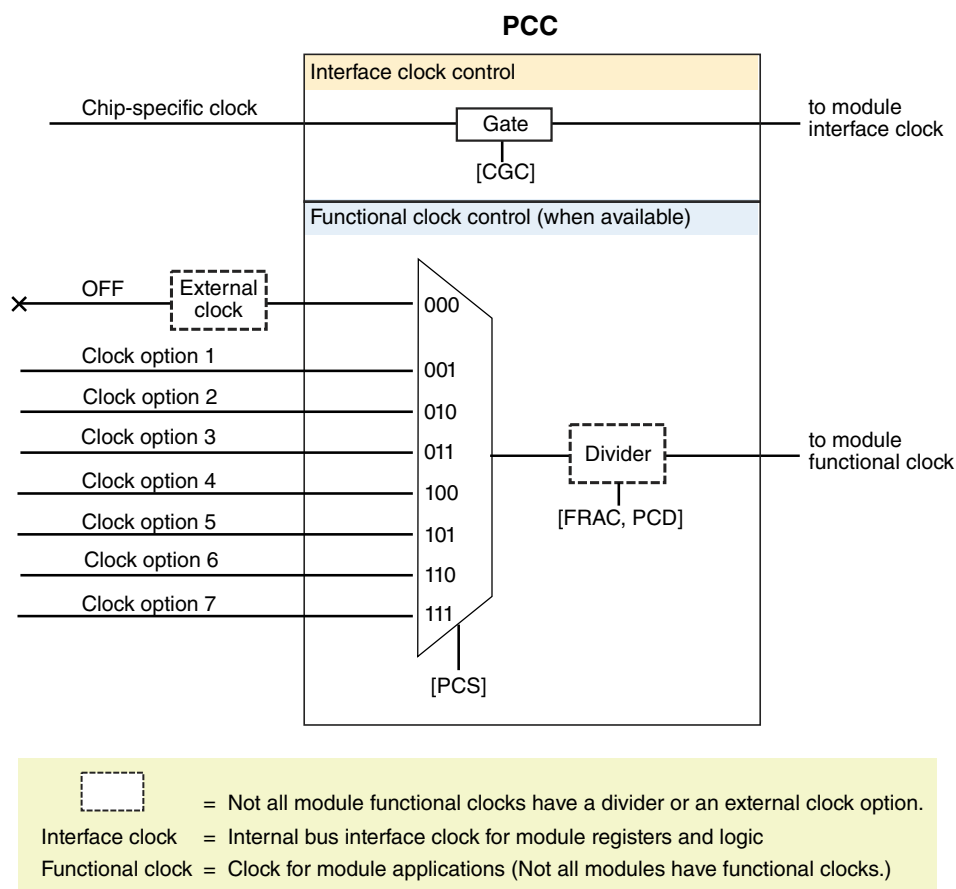 PCC
Interface clock control
Chip-specific clock
Gate
to module
interface clock
[CGC]
Functional clock control (when available)
OFF
External
clock
000
Clock option 1
001
Clock option 2
010
Clock option 3
011
Clock option 4
100
Clock option 5
101
Clock option 6
110
Clock option 7
111
Divider
to module
functional clock
[FRAC, PCD]
[PCS]
= Not all module functional clocks have a divider or an external clock option.
Interface clock = Internal bus interface clock for module registers and logic
Functional clock = Clock for module applications (Not all modules have functional clocks.)